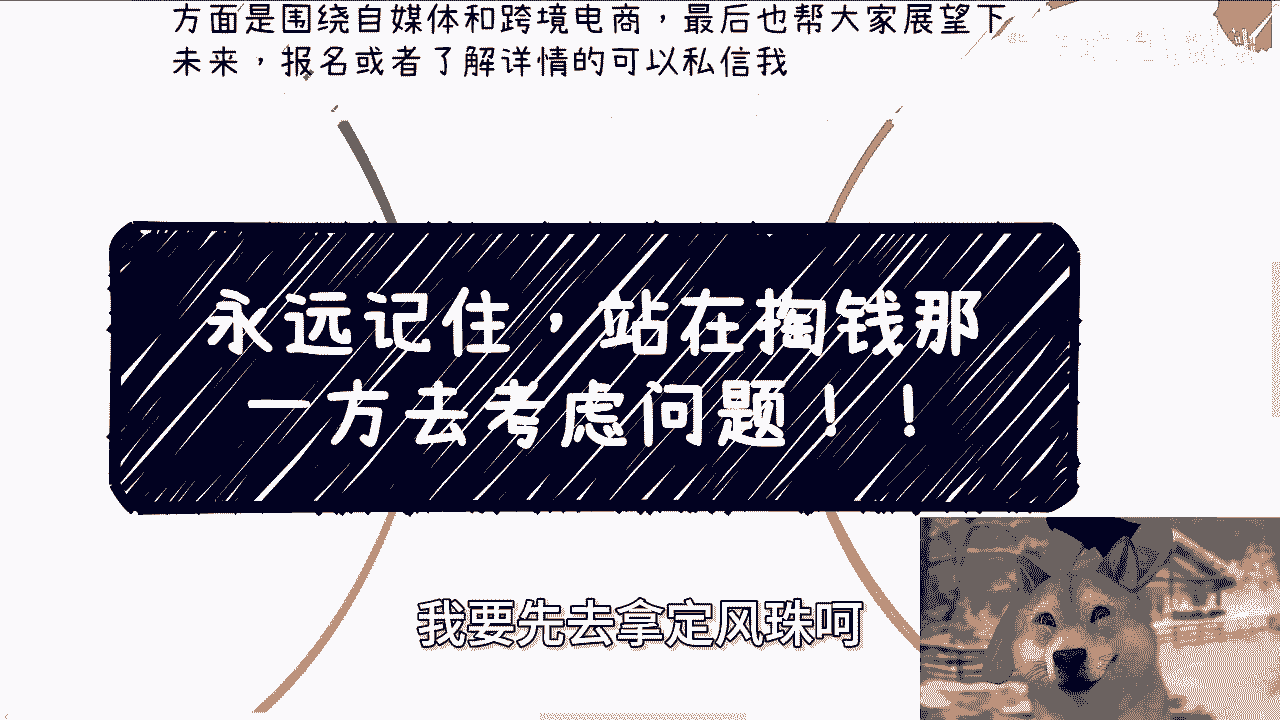 方面是围绕自媒体和跨境电商，最后也帮大家展望下
未来，报名或者了解详情的可以私信我
永远记住，站在掏钱那
一方去考虑问题！！
我要先去拿定风珠呵